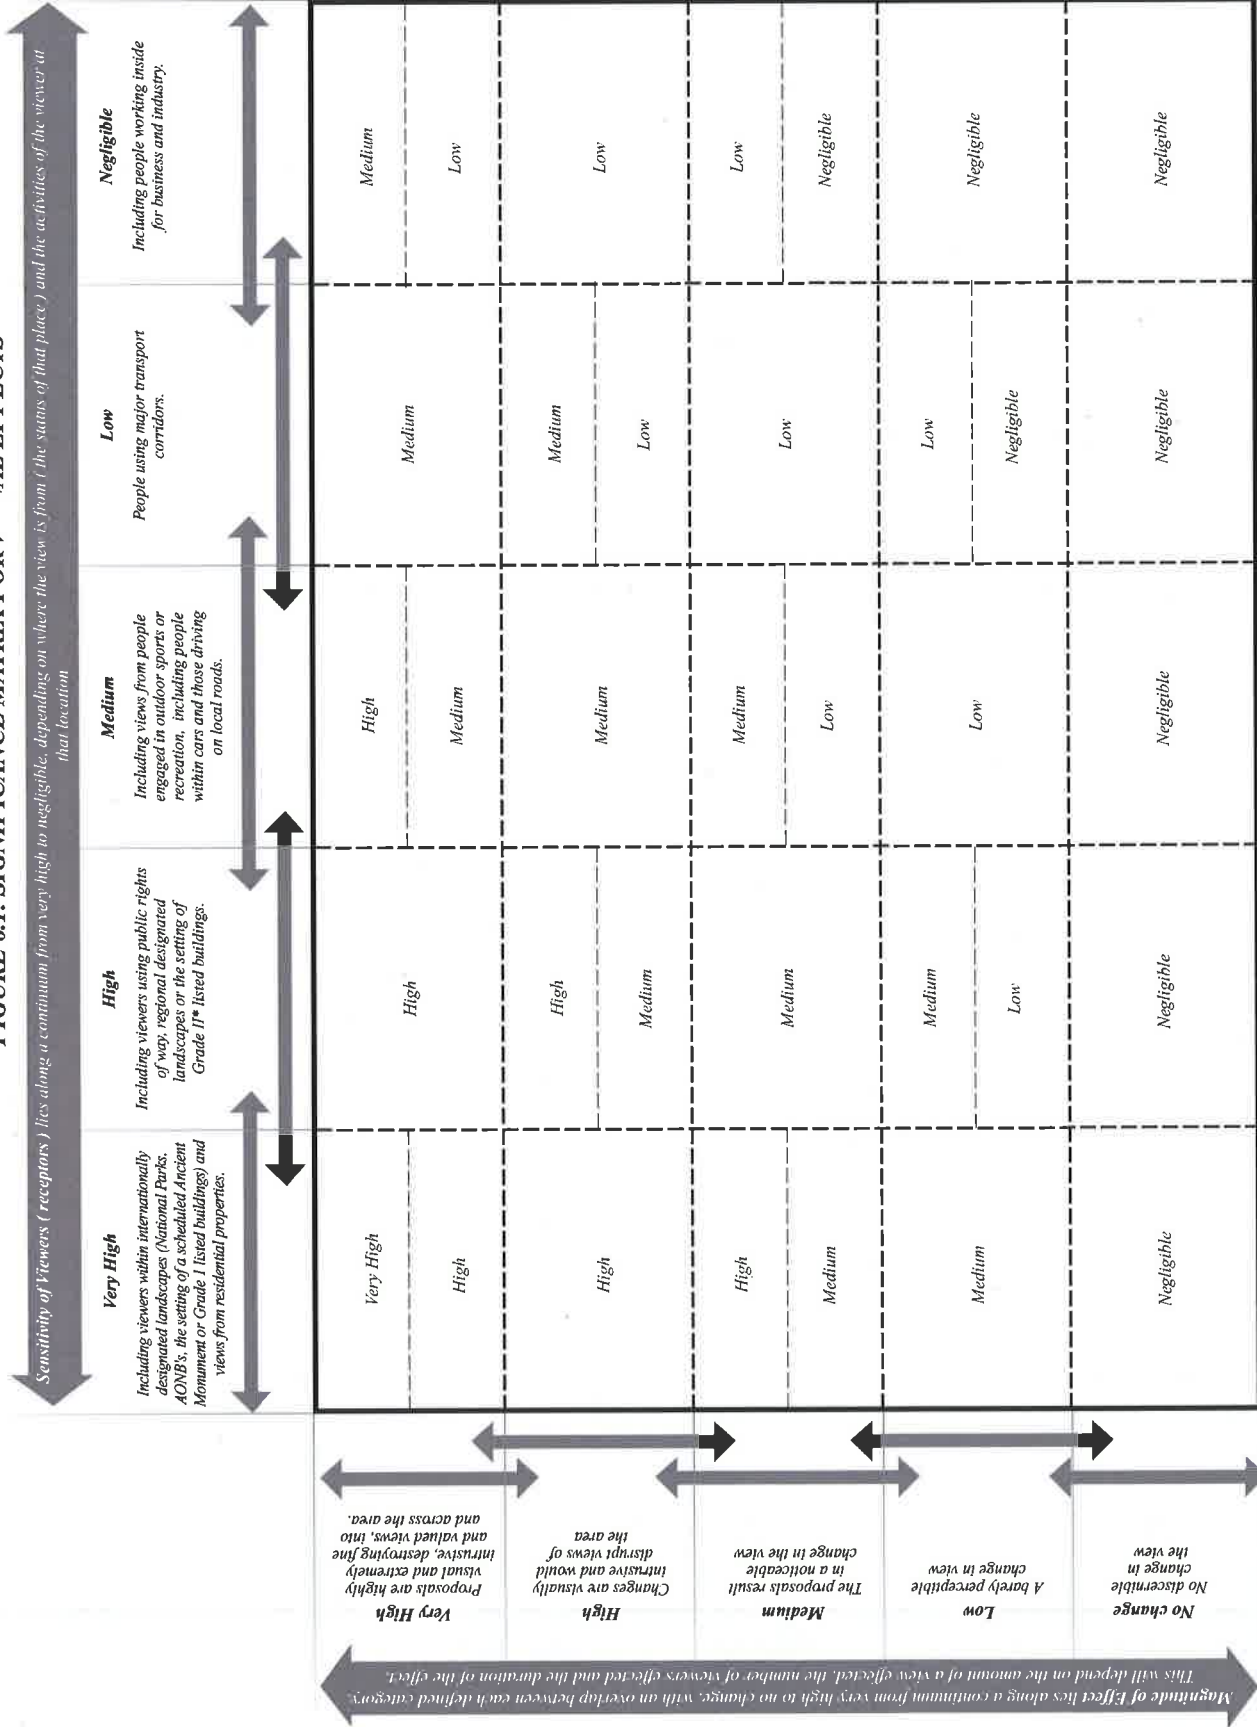 FIGURE 6.1: SIGNIFICANCE MATRIX FOR
Sensitivity of Viewers ( receptors ) lies along a continuum from very high to negligible, depending on where the view is from ( the status of that place ) and the activities of the viewer at
that location
Very High
Including viewers within internationally
designated landscapes (National Parks,
AONB's, the setting of a scheduled Ancient
Monument or Grade 1 listed buildings) and
views from residential properties.
High
Including viewers using public rights
of way, regional designated
landscapes or the setting of
Grade II* listed buildings.
Medium
Including views from people
engaged in outdoor sports or
recreation, including people
within cars and those driving
on local roads.
Low
People using major transport
corridors.
Negligible
Including people working inside
for business and industry.
Magnitude of Effect lies along a continuum from very high to no change, with an overlap between each defined category.
This will depend on the amount of a view effected, the number of viewers effected and the duration of the effect.
Very High
Proposals are highly
visual and extremely
intrusive, destroying fine
and valued views, into
and across the area.
Very High
High
High
High
Medium
Medium
Medium
Low
High
Changes are visually
intrusive and would
disrupt views of
the area
High
High
Medium
Medium
Medium
Low
Low
Medium
The proposals result
in a noticeable
change in the view
High
Medium
Medium
Medium
Low
Low
Low
Negligible
Low
A barely perceptible
change in view
Medium
Medium
Low
Low
Low
Negligible
Negligible
No change
No discernible
change in
the view
Negligible
Negligible
Negligible
Negligible
Negligible